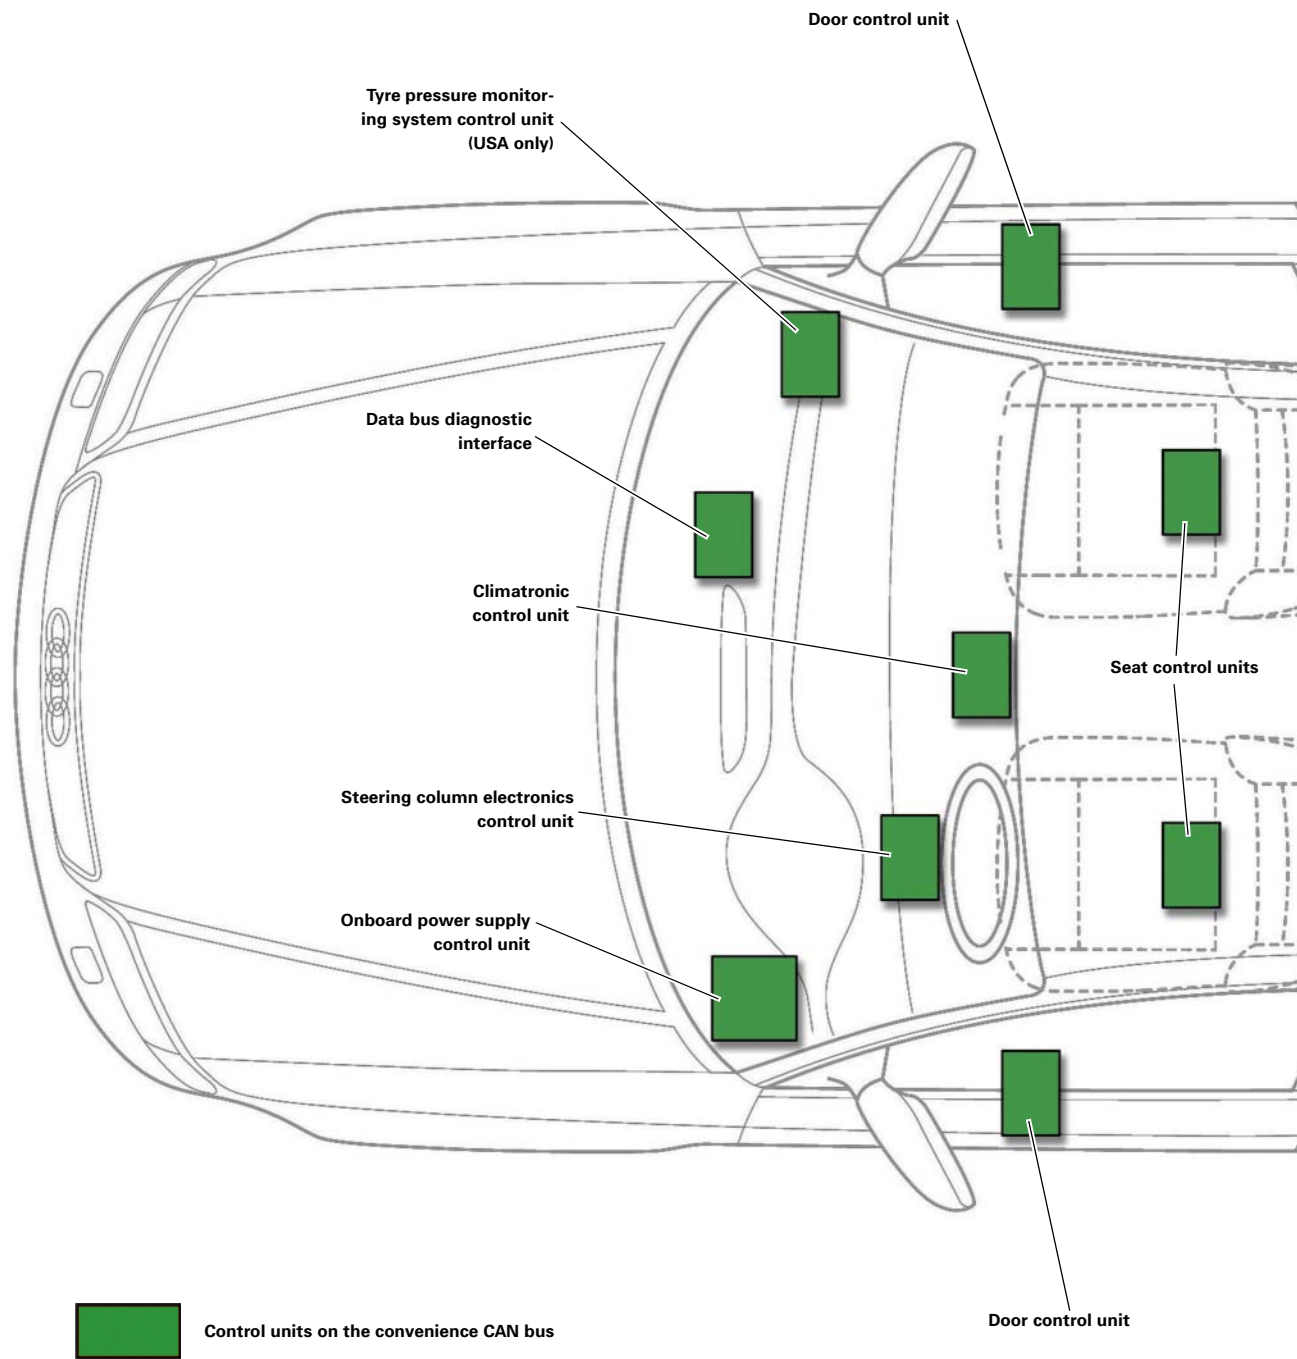 Door control unit
Tyre pressure monitor-
ing system control unit
(USA only)
Data bus diagnostic
interface
Climatronic
control unit
Seat control units
Steering column electronics
control unit
Onboard power supply
control unit
Door control unit
Control units on the convenience CAN bus